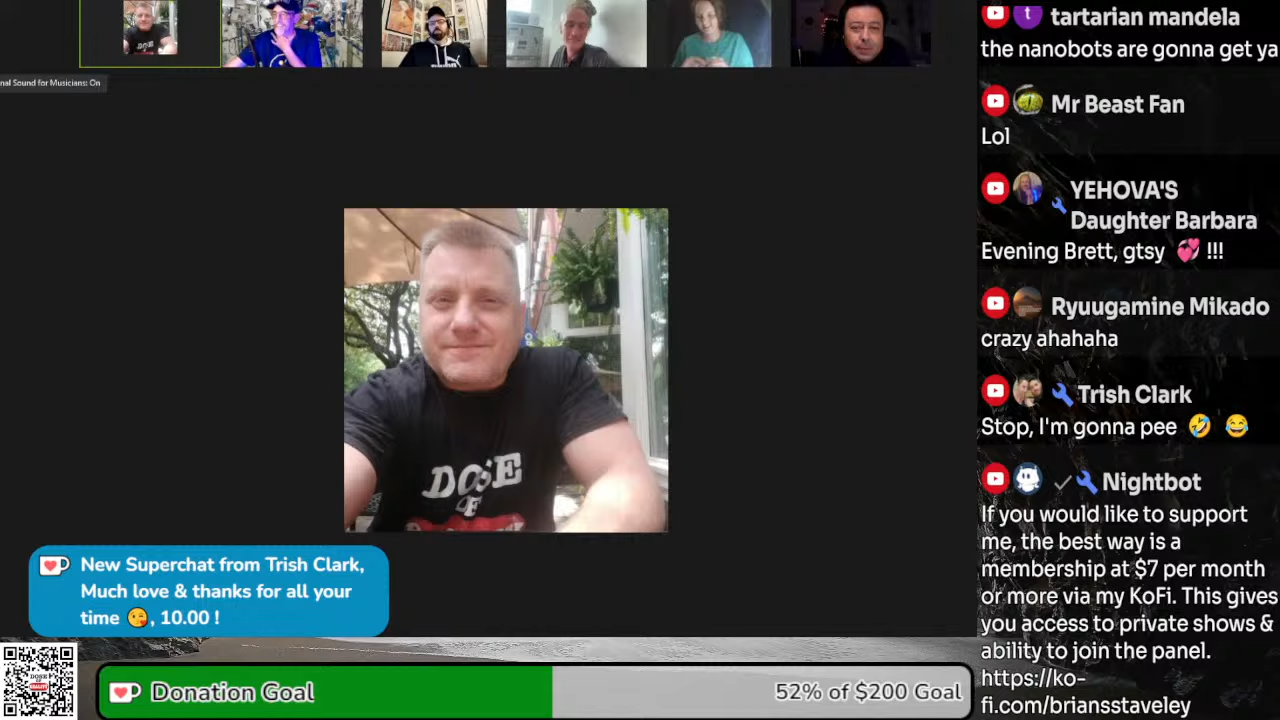 nal Sound for Musicians: On
DOSE
OF
New Superchat from Trish Clark,
Much love & thanks for all your
time 😘, 10.00 !
DOSE
Donation Goal
52% of $200 Goal
t tartarian mandela
the nanobots are gonna get ya
Mr Beast Fan
Lol
YEHOVA'S
Daughter Barbara
Evening Brett, gtsy 💞 !!!
Ryuugamine Mikado
crazy ahahaha
Trish Clark
Stop, I'm gonna pee 🤣 😂
Nightbot
If you would like to support
me, the best way is a
membership at $7 per month
or more via my KoFi. This gives
you access to private shows &
ability to join the panel.
https://ko-
fi.com/briansstaveley